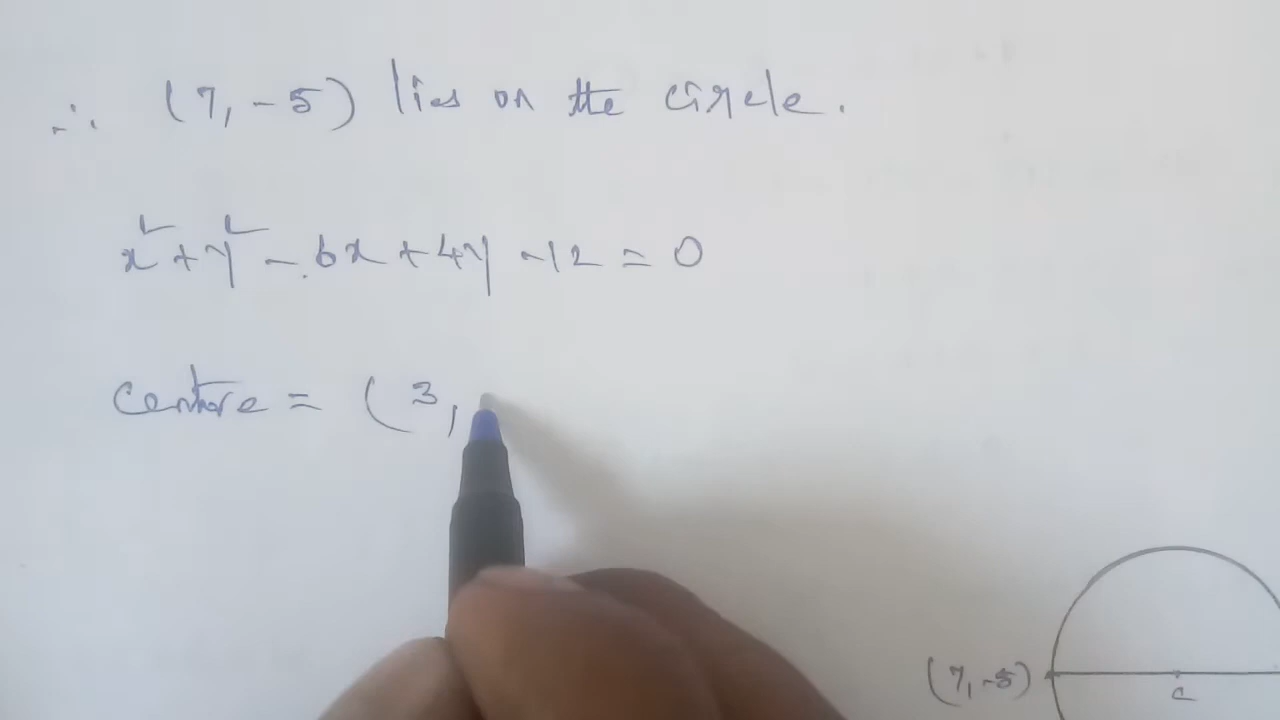 ∴ (7, -5) lies on the circle.
x² + y² - 6x + 4y - 12 = 0
Centre = (3,
(7, -5)
C